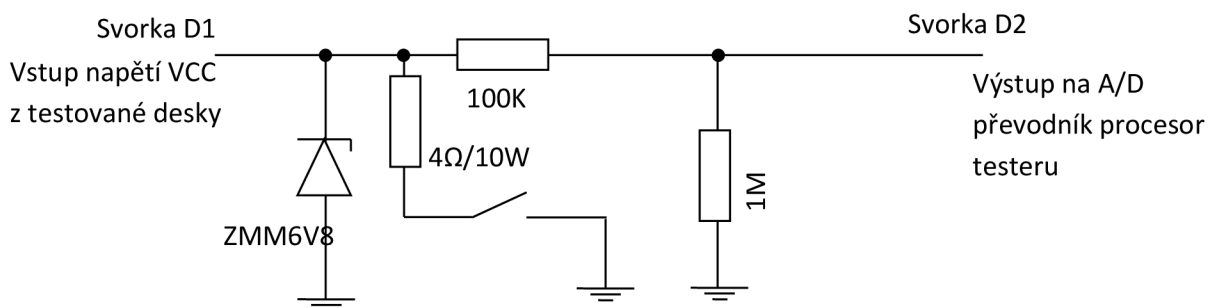 Svorka D1
Vstup napětí VCC
z testované desky
Svorka D2
Výstup na A/D
převodník procesor
testeru
100K
4Ω/10W
1M
ZMM6V8